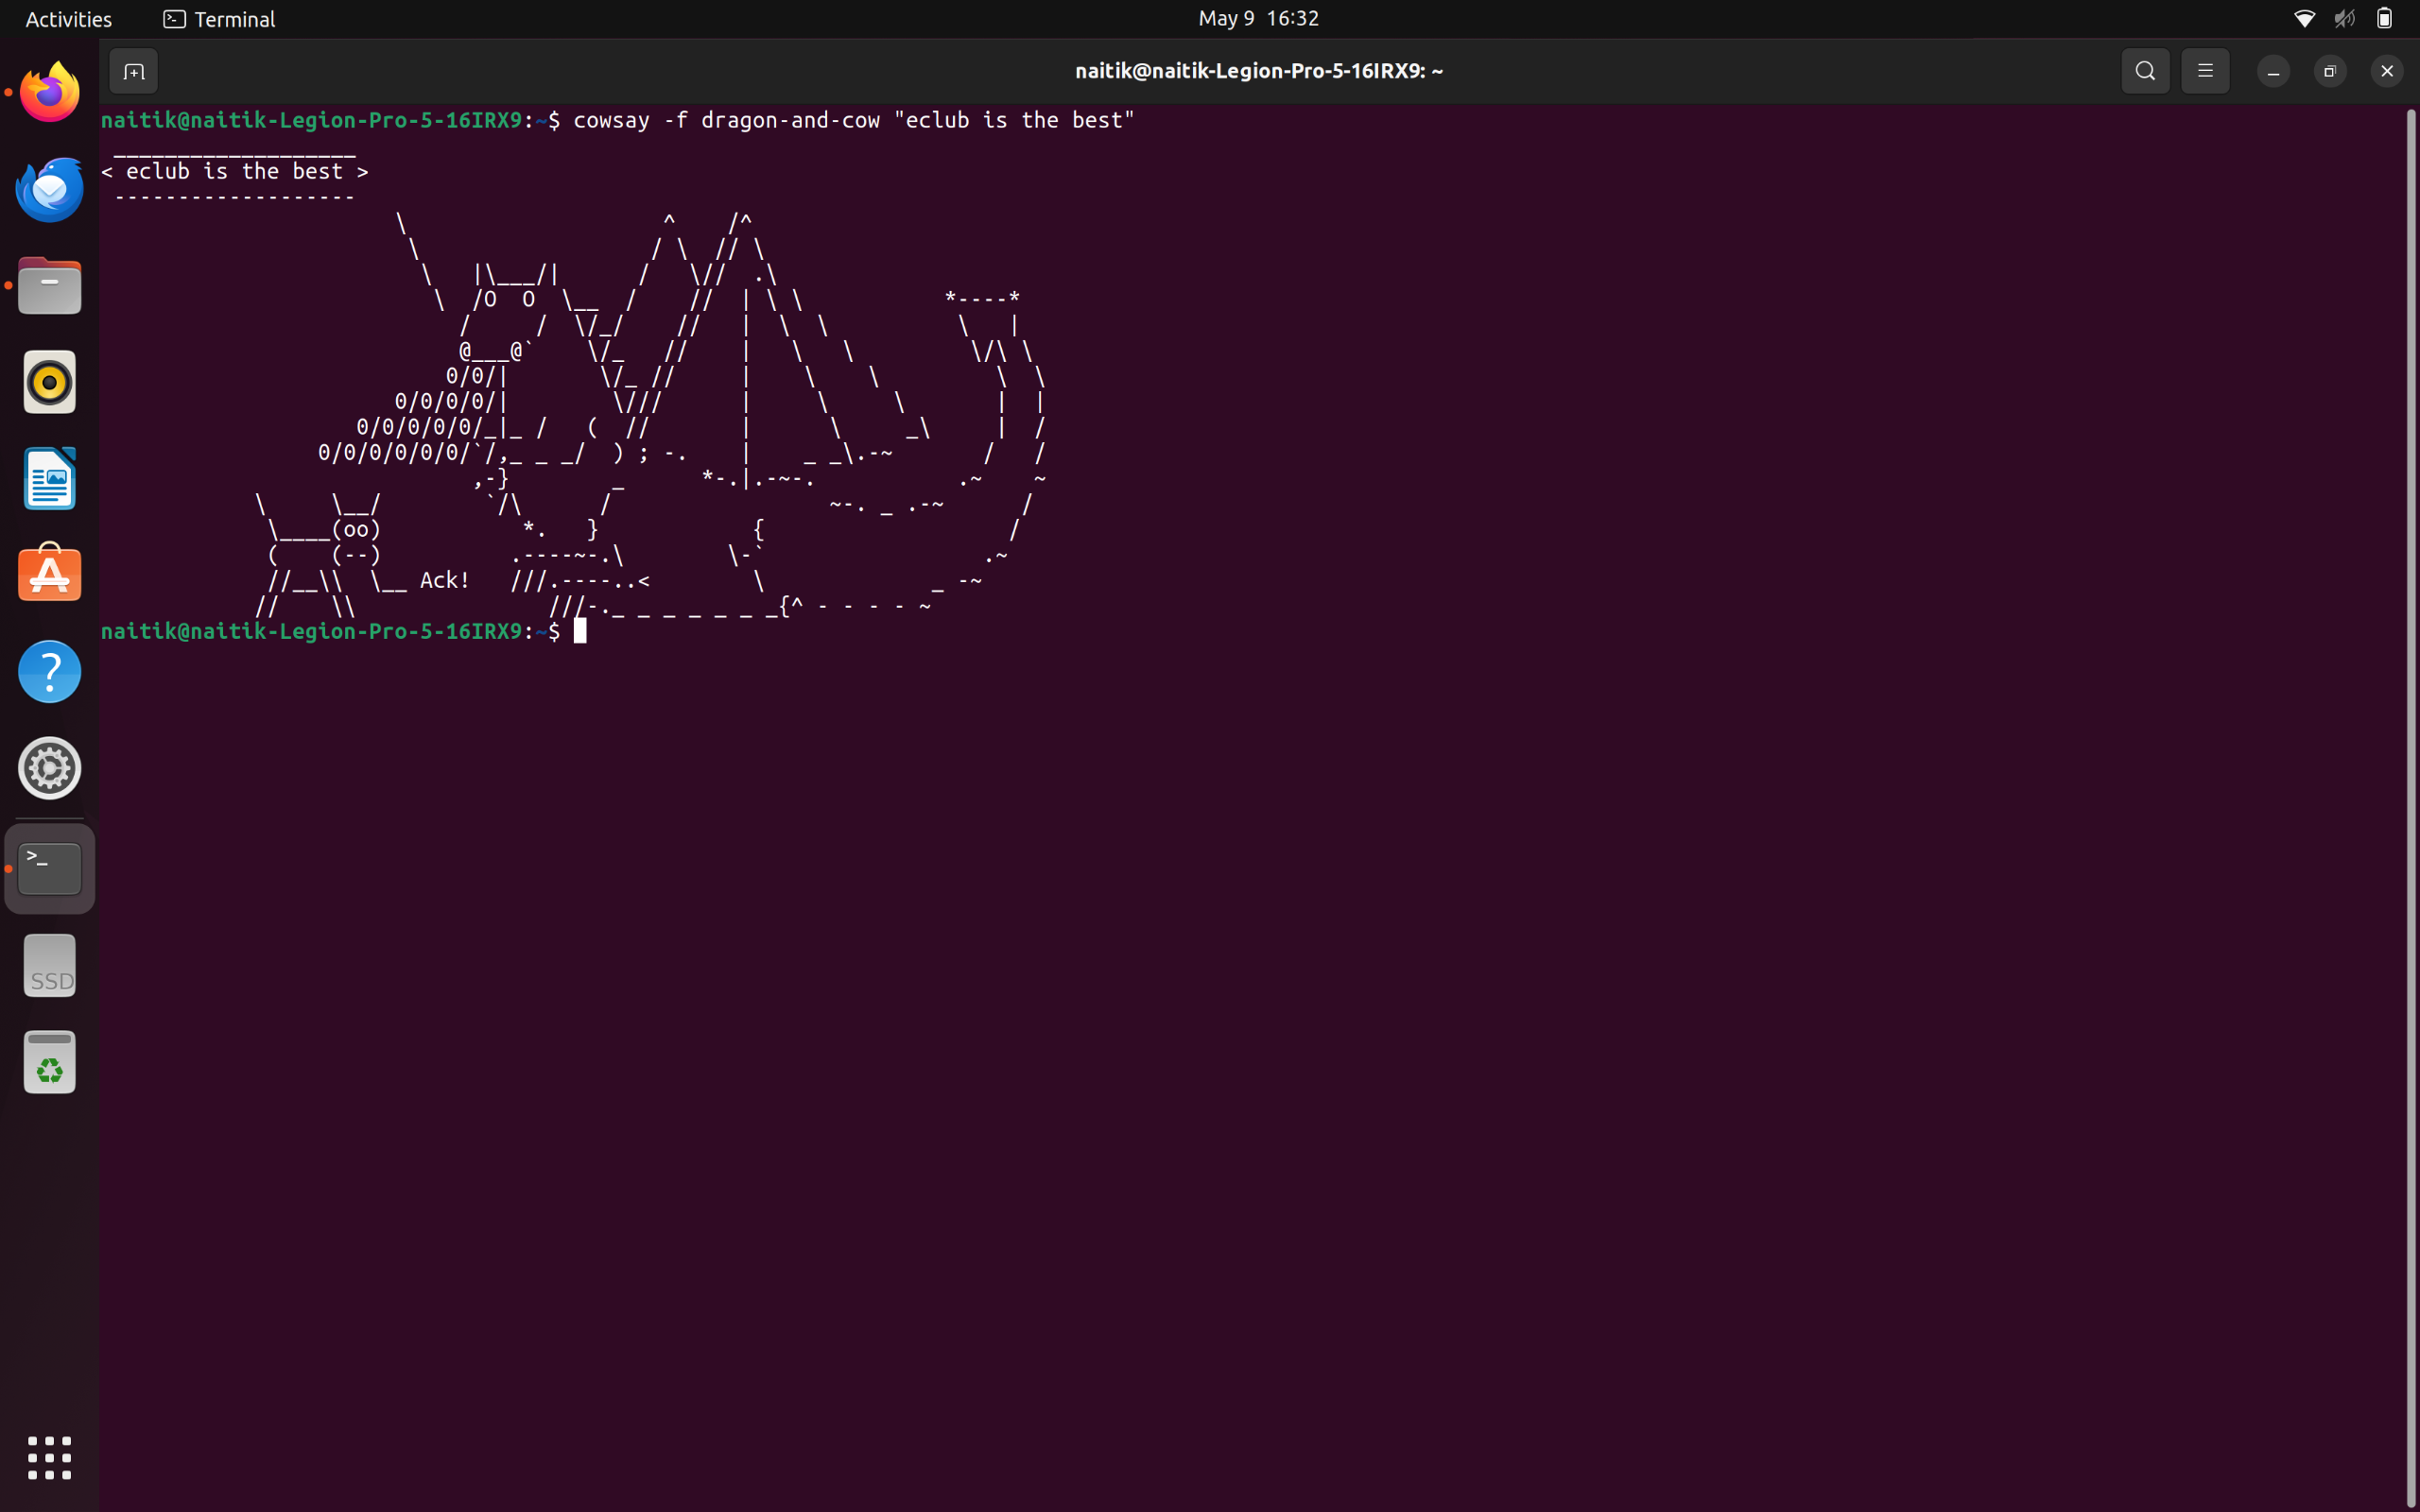 Activities
Terminal
May 9 16:32
naitik@naitik-Legion-Pro-5-16IRX9: ~
naitik@naitik-Legion-Pro-5-16IRX9:~$ cowsay -f dragon-and-cow "eclub is the best"
 ___________________
< eclub is the best >
 -------------------
                       \                    ^    /^
                        \                  / \  // \
                         \   |\___/|      /   \//  .\
                          \  /O  O  \__  /    //  | \ \           *----*
                            /     /  \/_/    //   |  \  \          \   |
                            @___@`    \/_   //    |   \   \         \/\ \
                           0/0/|       \/_ //     |    \    \         \  \
                       0/0/0/0/|        \///      |     \     \       |  |
                    0/0/0/0/0/_|_ /   (  //       |      \     _\     |  /
                 0/0/0/0/0/0/`/,_ _ _/  ) ; -.    |    _ _\.-~       /   /
                             ,-}        _      *-.|.-~-.           .~    ~
            \     \__/        `/\      /                 ~-. _ .-~      /
             \____(oo)           *.   }            {                   /
             (    (--)          .----~-.\        \-`                 .~
             //__\\  \__ Ack!   ///.----..<        \             _ -~
            //    \\               ///-._ _ _ _ _ _ _{^ - - - - ~
naitik@naitik-Legion-Pro-5-16IRX9:~$
SSD